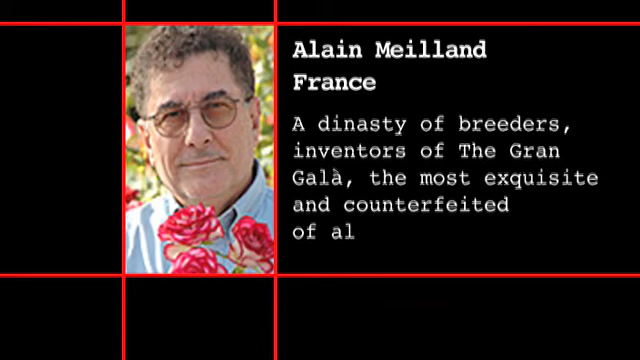 Alain Meilland
France
A dinasty of breeders,
inventors of The Gran
Galà, the most exquisite
and counterfeited
of al